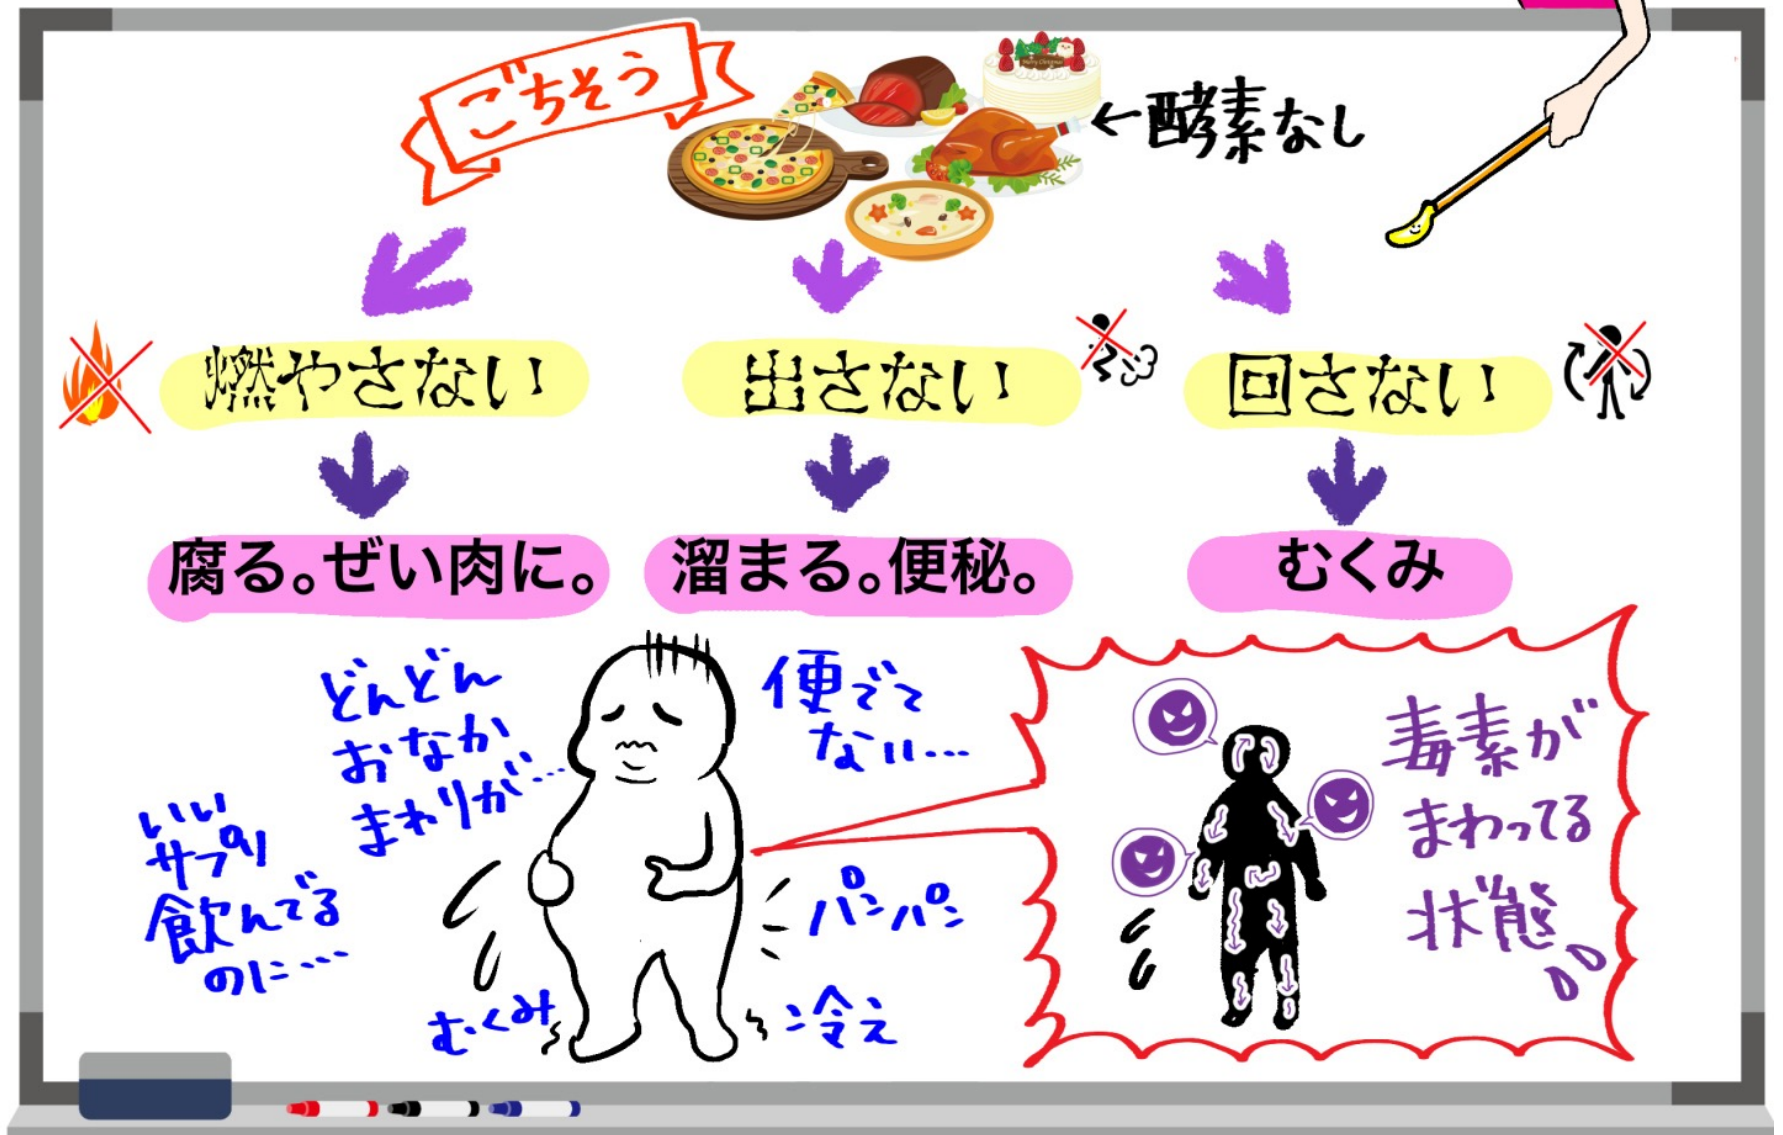 ごちそう
Merry Christmas
←酵素なし
燃やさない
出さない
回さない
腐る。ぜい肉に。
溜まる。便秘。
むくみ
どんどん
おなか
まわりが…
便でて
ない…
いい
サプリ
飲んでる
のに…
パンパン
むくみ
冷え
毒素が
まわってる
状態